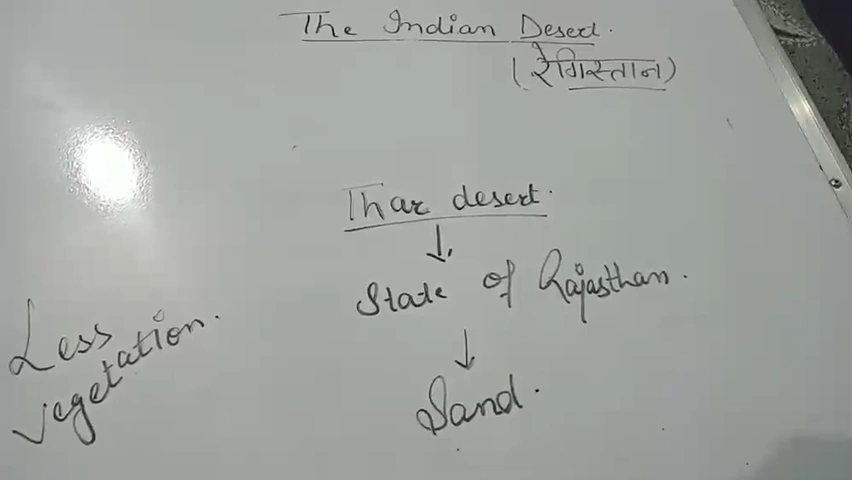 The Indian Desert.
(रेगिस्तान)
Thar desert.
↓
State of Rajasthan.
↓
Sand.
Less
vegetation.